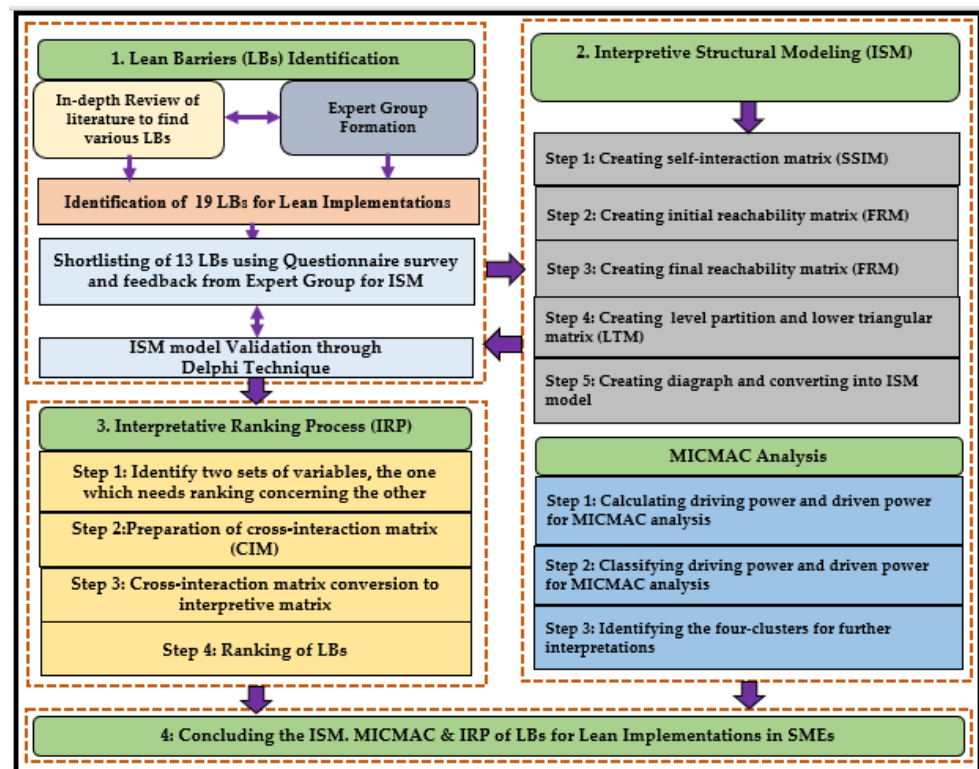 1. Lean Barriers (LBs) Identification
In-depth Review of
literature to find
various LBs
Expert Group
Formation
Identification of 19 LBs for Lean Implementations
Shortlisting of 13 LBs using Questionnaire survey
and feedback from Expert Group for ISM
ISM model Validation through
Delphi Technique
2. Interpretive Structural Modeling (ISM)
Step 1: Creating self-interaction matrix (SSIM)
Step 2: Creating initial reachability matrix (FRM)
Step 3: Creating final reachability matrix (FRM)
Step 4: Creating level partition and lower triangular
matrix (LTM)
Step 5: Creating diagraph and converting into ISM
model
MICMAC Analysis
Step 1: Calculating driving power and driven power
for MICMAC analysis
Step 2: Classifying driving power and driven power
for MICMAC analysis
Step 3: Identifying the four-clusters for further
interpretations
3. Interpretative Ranking Process (IRP)
Step 1: Identify two sets of variables, the one
which needs ranking concerning the other
Step 2:Preparation of cross-interaction matrix
(CIM)
Step 3: Cross-interaction matrix conversion to
interpretive matrix
Step 4: Ranking of LBs
4: Concluding the ISM. MICMAC & IRP of LBs for Lean Implementations in SMEs